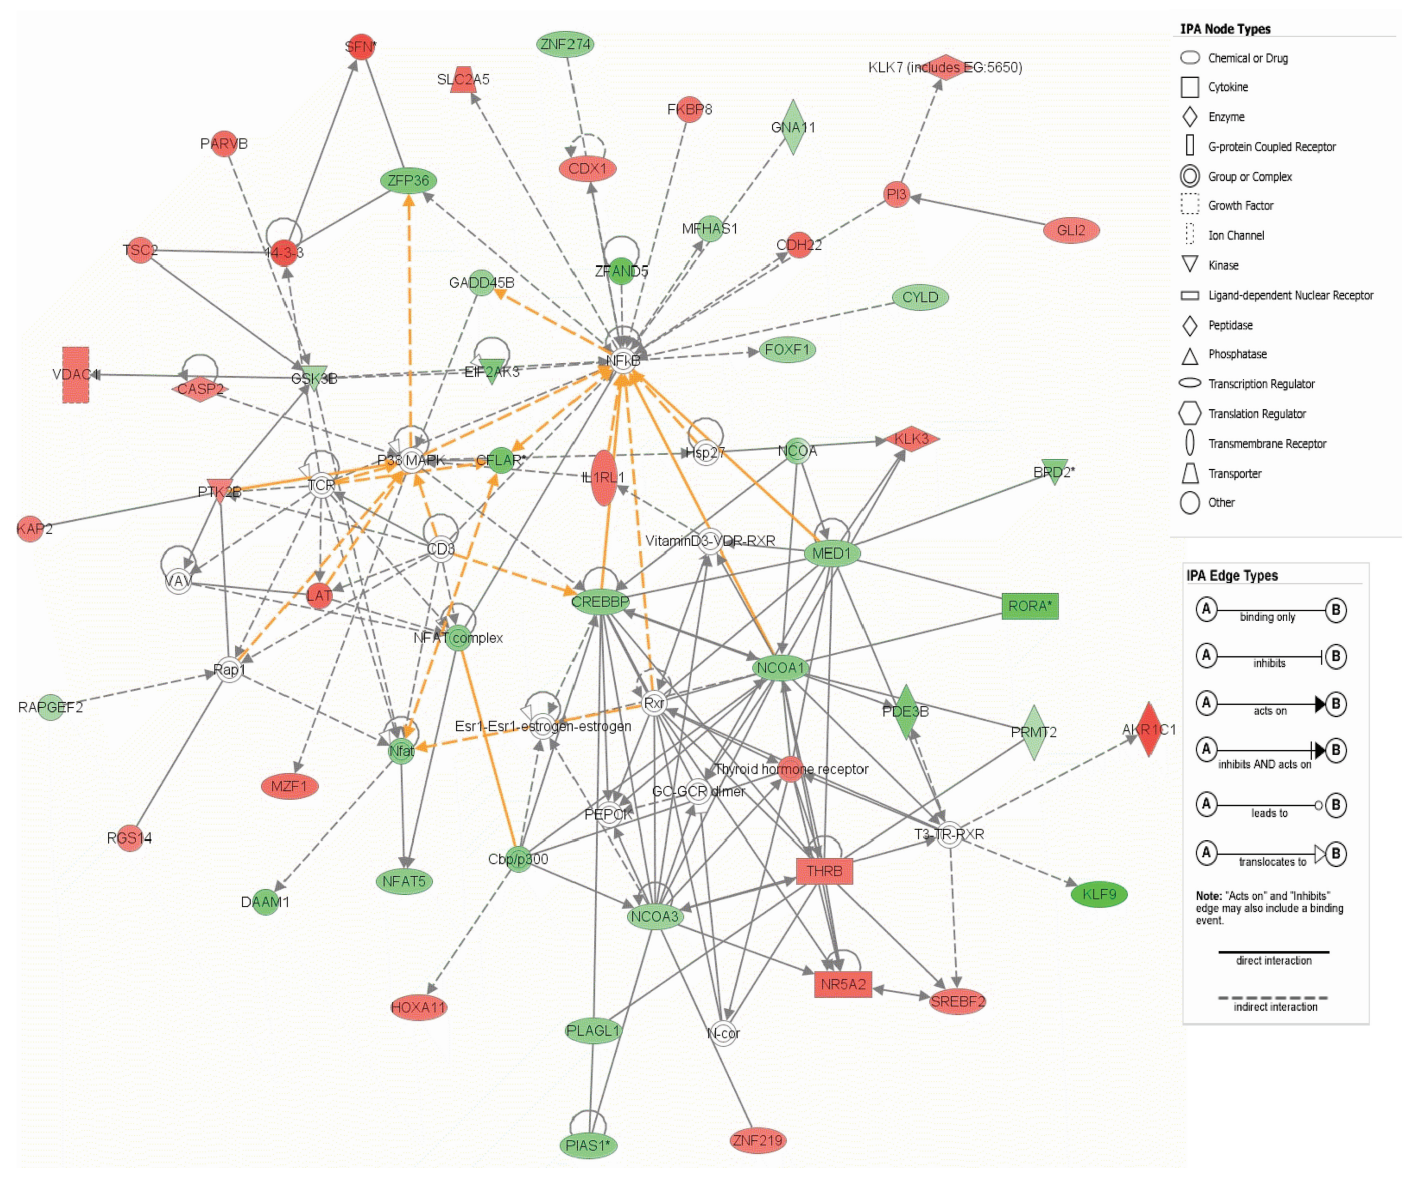 SFN*
ZNF274
SLC2A5
KLK7 (includes EG:5650)
FKBP8
GNA11
PARVB
CDX1
ZFP36
PI3
MFHAS1
GLI2
TSC2
14-3-3
CDH22
ZFAND5
GADD45B
CYLD
FOXF1
NFkB
VDAC1
CASP2
GSK3B
EIF2AK3
P38 MAPK
CFLAR*
Hsp27
NCOA
KLK3
BRD2*
IL1RL1
PTK2B
TCR
KAP2
CD3
VitaminD3-VDR-RXR
MED1
VAV
LAT
CREBBP
RORA*
NFAT complex
Rap1
NCOA1
RAPGEF2
Rxr
PDE3B
Esr1-Esr1-estrogen-estrogen
PRMT2
AKR1C1
Nfat
MZF1
Thyroid hormone receptor
GC-GCR dimer
PEPCK
RGS14
T3-TR-RXR
Cbp/p300
THRB
NFAT5
DAAM1
KLF9
NCOA3
NR5A2
HOXA11
SREBF2
PLAGL1
N-cor
PIAS1*
ZNF219
IPA Node Types
Chemical or Drug
Cytokine
Enzyme
G-protein Coupled Receptor
Group or Complex
Growth Factor
Ion Channel
Kinase
Ligand-dependent Nuclear Receptor
Peptidase
Phosphatase
Transcription Regulator
Translation Regulator
Transmembrane Receptor
Transporter
Other
IPA Edge Types
A B
binding only
A B
inhibits
A B
acts on
A B
inhibits AND acts on
A B
leads to
A B
translocates to
Note: "Acts on" and "Inhibits"
edge may also include a binding
event.
direct interaction
indirect interaction